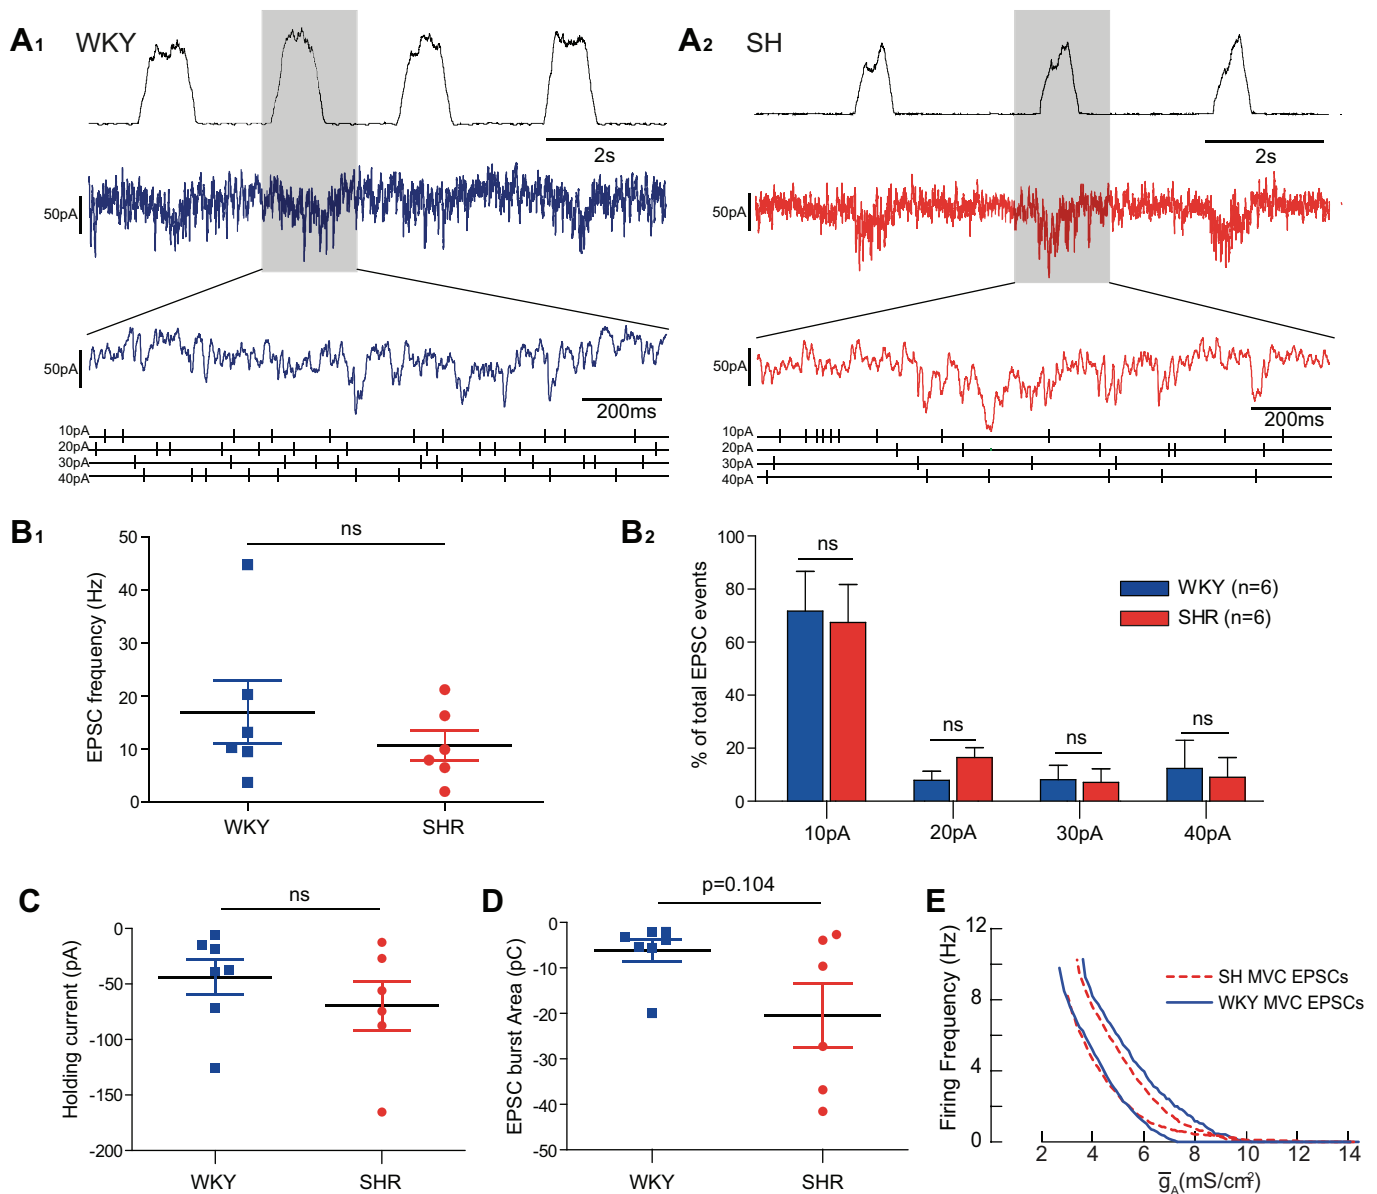 A1 WKY
2s
50pA
50pA
200ms
10pA
20pA
30pA
40pA
A2 SH
2s
50pA
50pA
200ms
10pA
20pA
30pA
40pA
B1
ns
EPSC frequency (Hz)
50
40
30
20
10
0
WKY SHR
B2
% of total EPSC events
100
80
60
40
20
0
ns
ns
ns
ns
WKY (n=6)
SHR (n=6)
10pA 20pA 30pA 40pA
C
ns
Holding current (pA)
0
-50
-100
-150
-200
WKY SHR
D
p=0.104
EPSC burst Area (pC)
0
-10
-20
-30
-40
-50
WKY SHR
E
Firing Frequency (Hz)
12
8
4
0
SH MVC EPSCs
WKY MVC EPSCs
2 4 6 8 10 12 14
g̅A(mS/cm²)